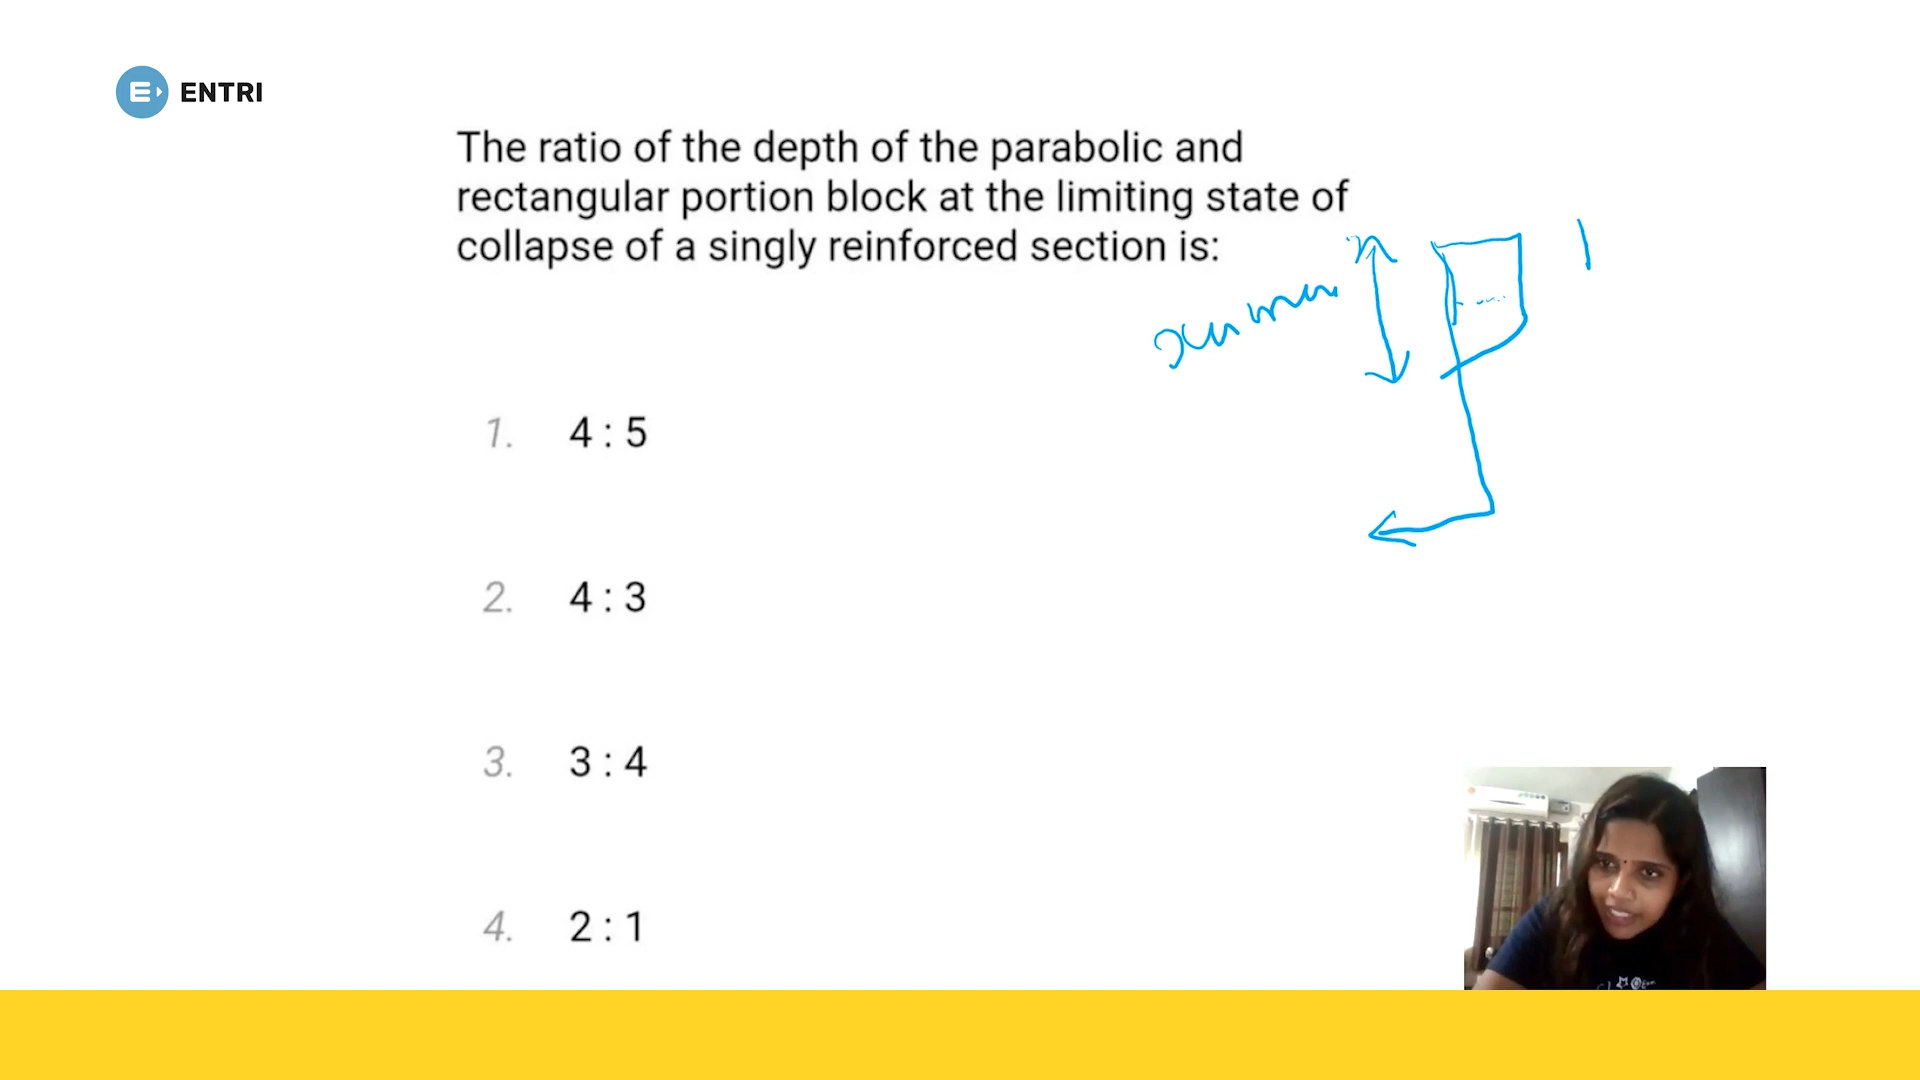 ENTRI
The ratio of the depth of the parabolic and
rectangular portion block at the limiting state of
collapse of a singly reinforced section is:
1. 4 : 5
2. 4 : 3
3. 3 : 4
4. 2 : 1